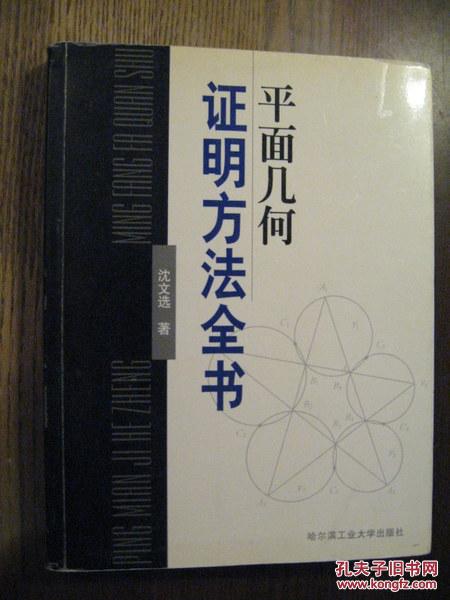 平面几何
证明方法全书
沈文选 著
PING MIAN JI HE ZHENG
MING FANG FA QUAN SHU
哈尔滨工业大学出版社
孔夫子旧书网
www.kongfz.com